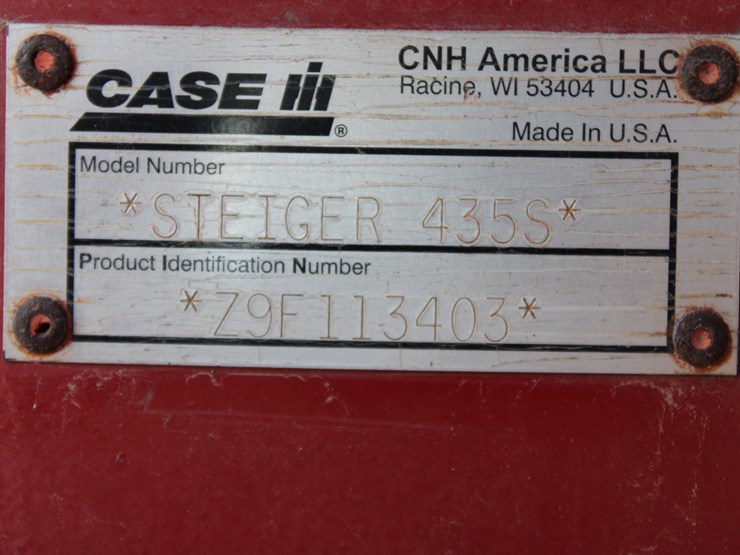 CASE IH ®
CNH America LLC
Racine, WI 53404 U.S.A.
Made In U.S.A.
Model Number
*STEIGER 435S*
Product Identification Number
*Z9F113403*